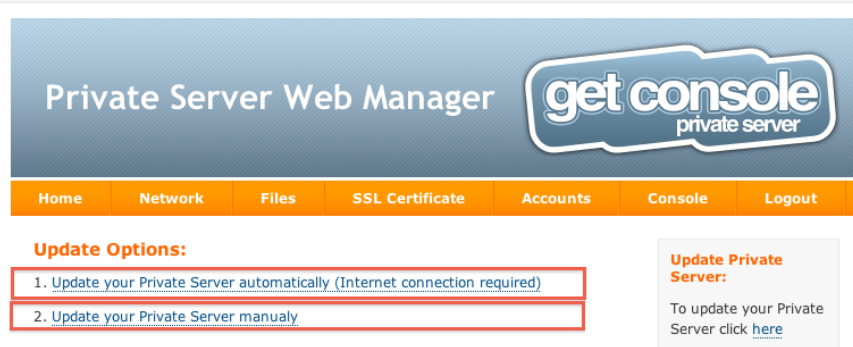 Private Server Web Manager
get console
private server
Home Network Files SSL Certificate Accounts Console Logout
Update Options:
1. Update your Private Server automatically (Internet connection required)
2. Update your Private Server manualy
Update Private
Server:
To update your Private
Server click here